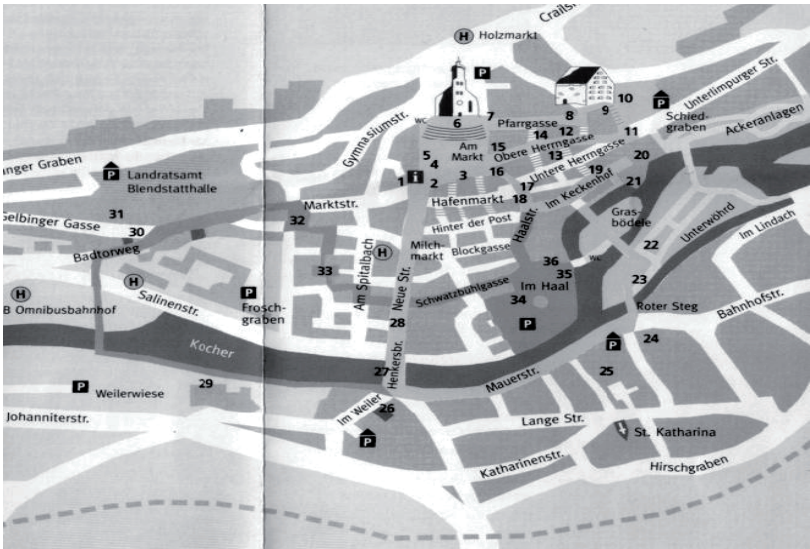 Crails
H Holzmarkt
P
Unterlimpurger Str.
10
P
Schied-
graben
Ackeranlagen
WC
6
7
8
9
Pfarrgasse
14
12
11
Gymnasiumstr.
5
4
Am
Markt
15
Obere Herrngasse
13
20
anger Graben
P
Landratsamt
Blendstatthalle
1
i
2
3
16
Untere Herrngasse
19
17
18
Im Keckenhof
21
Marktstr.
Hafenmarkt
31
32
elbinger Gasse
30
Badtorweg
Hinter der Post
Haalstr.
Gras-
bödele
Unterwöhrd
Im Lindach
22
Milch-
markt
Blockgasse
H
Am Spitalbach
33
Neue Str.
36
35
WC
23
Im Haal
34
Schwatzbühlgasse
H
H
B Omnibusbahnhof
Salinenstr.
P
Frosch-
graben
28
P
Roter Steg
Bahnhofstr.
24
P
25
Kocher
27
Henkersbr.
Mauerstr.
P
Weilerwiese
29
Im Weiler
26
P
Johanniterstr.
Lange Str.
St. Katharina
Katharinenstr.
Hirschgraben